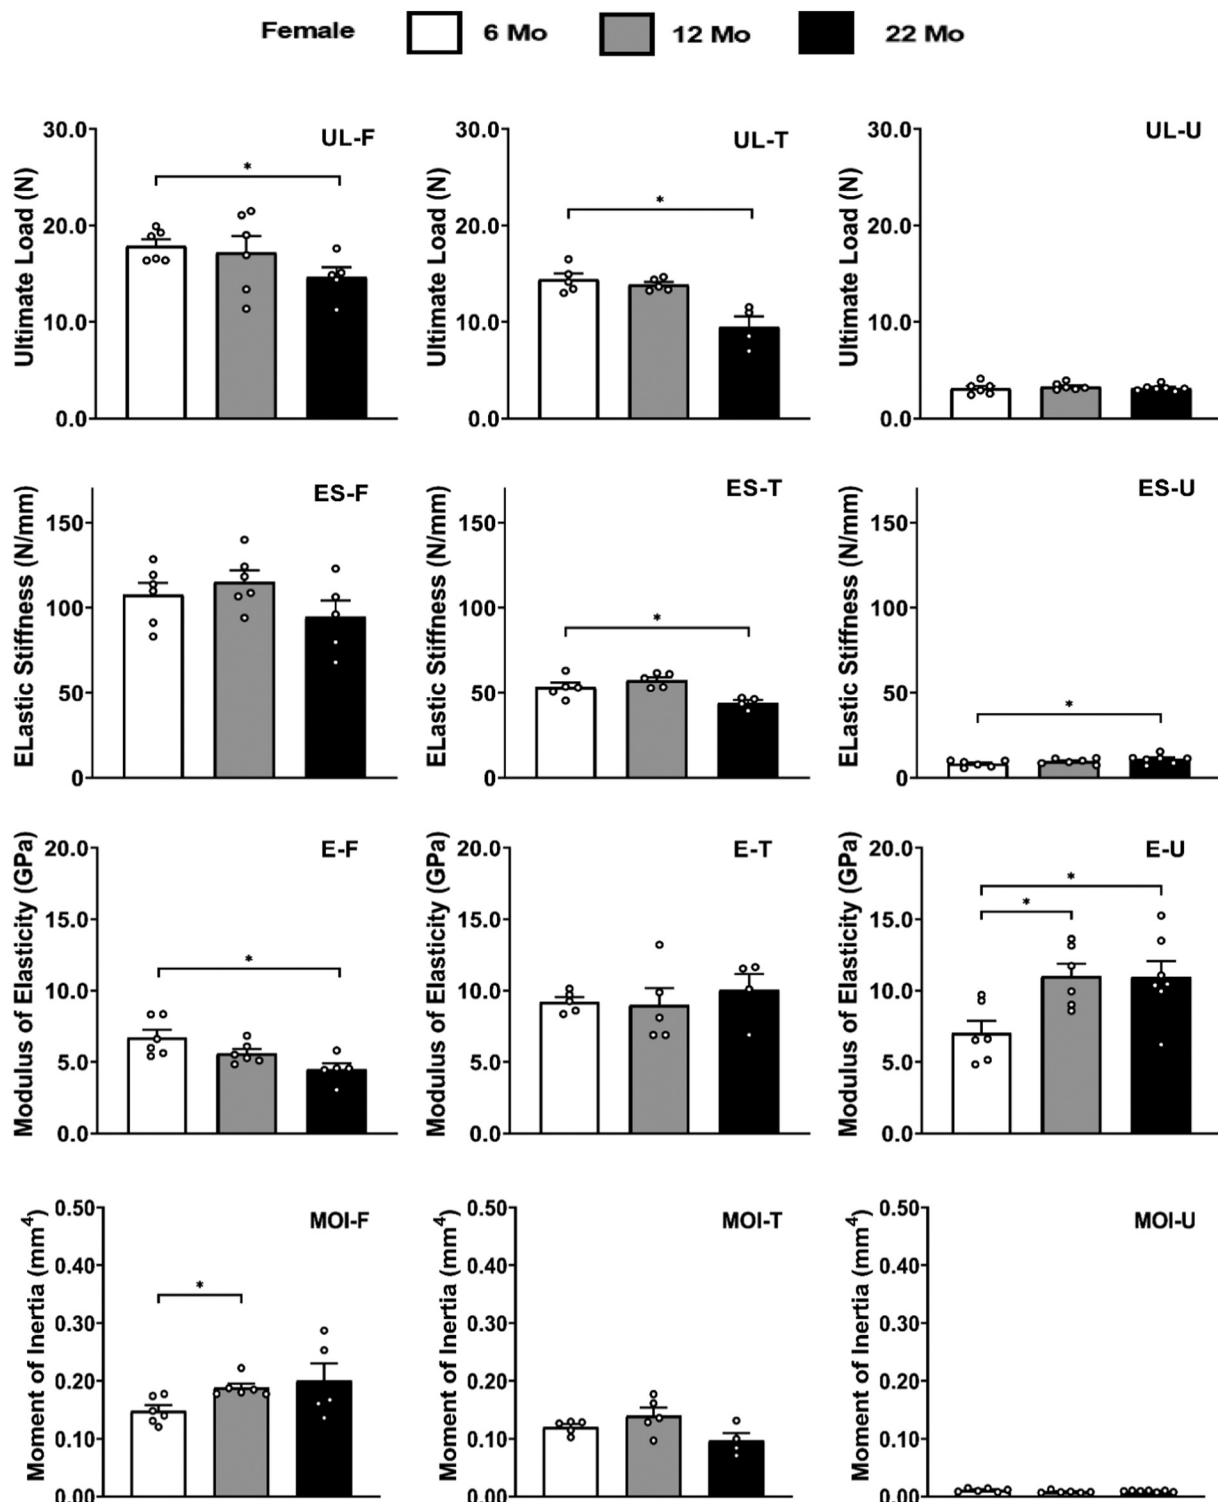 Female 6 Mo 12 Mo 22 Mo
UL-F
Ultimate Load (N)
30.0
20.0
10.0
0.0
*
UL-T
Ultimate Load (N)
30.0
20.0
10.0
0.0
*
UL-U
Ultimate Load (N)
30.0
20.0
10.0
0.0
ES-F
ELastic Stiffness (N/mm)
150
100
50
0
ES-T
ELastic Stiffness (N/mm)
150
100
50
0
*
ES-U
ELastic Stiffness (N/mm)
150
100
50
0
*
E-F
Modulus of Elasticity (GPa)
20.0
15.0
10.0
5.0
0.0
*
E-T
Modulus of Elasticity (GPa)
20.0
15.0
10.0
5.0
0.0
E-U
Modulus of Elasticity (GPa)
20.0
15.0
10.0
5.0
0.0
*
*
MOI-F
Moment of Inertia (mm⁴)
0.50
0.40
0.30
0.20
0.10
0.00
*
MOI-T
Moment of Inertia (mm⁴)
0.50
0.40
0.30
0.20
0.10
0.00
MOI-U
Moment of Inertia (mm⁴)
0.50
0.40
0.30
0.20
0.10
0.00